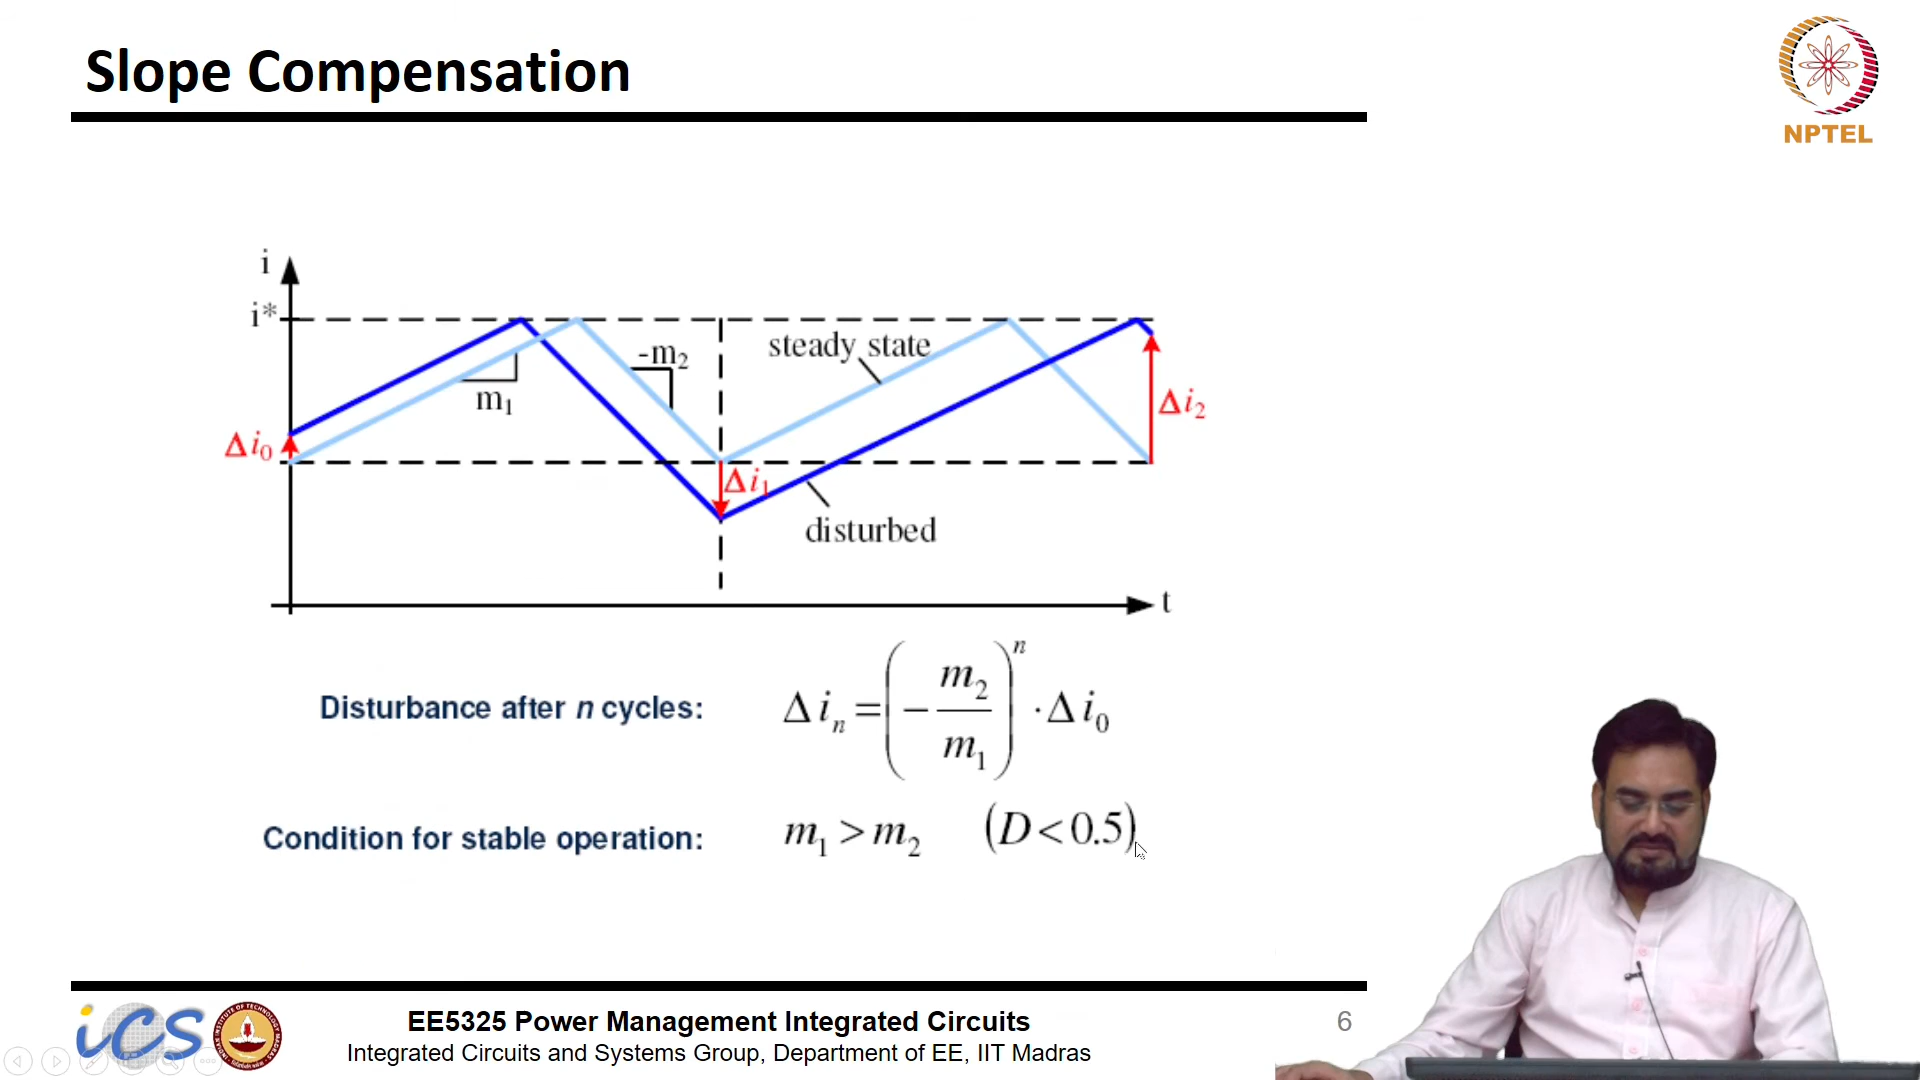 Slope Compensation
NPTEL
i
i*
steady state
-m₂
m₁
Δi₂
Δi₀
Δi₁
disturbed
t
Disturbance after n cycles: Δiₙ = (−m₂/m₁)ⁿ · Δi₀
Condition for stable operation: m₁ > m₂ (D < 0.5)
iCS
EE5325 Power Management Integrated Circuits
6
Integrated Circuits and Systems Group, Department of EE, IIT Madras